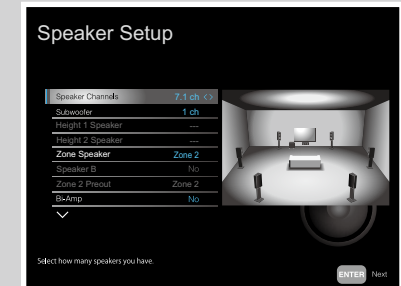 Speaker Setup
Speaker Channels 7.1 ch <>
Subwoofer 1 ch
Height 1 Speaker ---
Height 2 Speaker ---
Zone Speaker Zone 2
Speaker B No
Zone 2 Preout Zone 2
Bi-Amp No
Select how many speakers you have.
ENTER Next